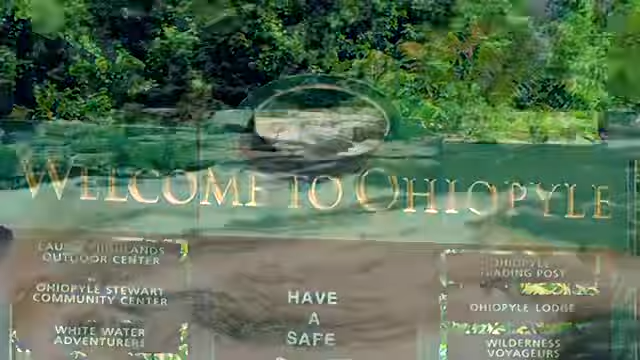 WELCOME TO OHIOPYLE
OUTDOOR CENTER
OHIOPYLE STEWART
COMMUNITY CENTER
WHITE WATER
ADVENTURERS
HAVE
A
SAFE
OHIOPYLE
TRADING POST
OHIOPYLE LODGE
WILDERNESS
VOYAGEURS